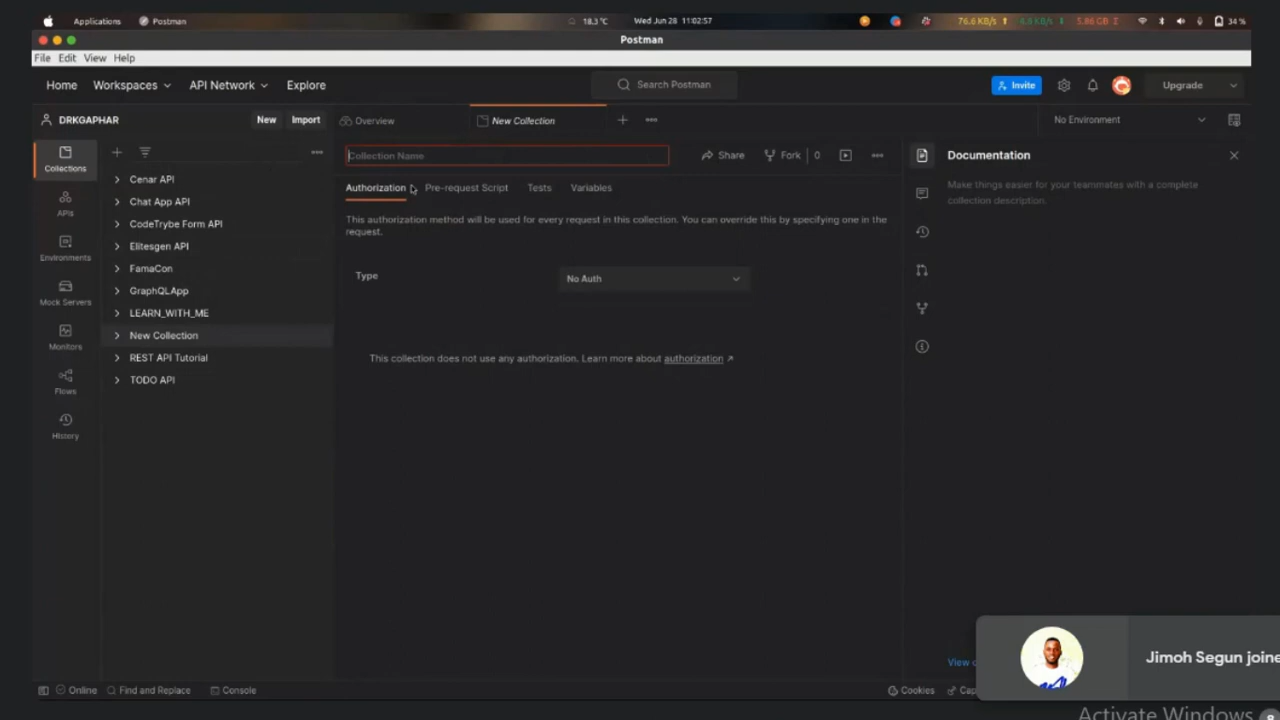 Applications Postman 18.3°C Wed Jun 28 11:02:57 34 %
Postman
File Edit View Help
Home Workspaces API Network Explore Search Postman Invite Upgrade
DRKGAPHAR New Import Overview New Collection No Environment
Collections
APIs
Environments
Mock Servers
Monitors
Flows
History
Cenar API
Chat App API
CodeTrybe Form API
Elitesgen API
FamaCon
GraphQLApp
LEARN_WITH_ME
New Collection
REST API Tutorial
TODO API
Collection Name Share Fork 0
Authorization Pre-request Script Tests Variables
This authorization method will be used for every request in this collection. You can override this by specifying one in the
request.
Type No Auth
This collection does not use any authorization. Learn more about authorization ↗
Documentation
Make things easier for your teammates with a complete
collection description.
View
Jimoh Segun joine
Online Find and Replace Console Cookies Cap
Activate Windows